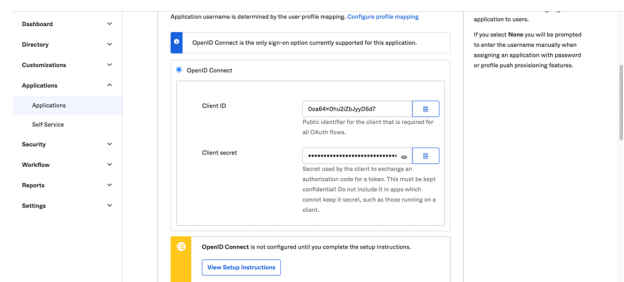 Dashboard
Directory
Customizations
Applications
Applications
Self Service
Security
Workflow
Reports
Settings
Application username is determined by the user profile mapping. Configure profile mapping
OpenID Connect is the only sign-on option currently supported for this application.
OpenID Connect
Client ID
0oa64×0hu2iZbJyyD5d7
Public identifier for the client that is required for
all OAuth flows.
Client secret
••••••••••••••••••••••••••••••
Secret used by the client to exchange an
authorization code for a token. This must be kept
confidential! Do not include it in apps which
cannot keep it secret, such as those running on a
client.
OpenID Connect is not configured until you complete the setup instructions.
View Setup Instructions
application to users.
If you select None you will be prompted
to enter the username manually when
assigning an application with password
or profile push provisioning features.